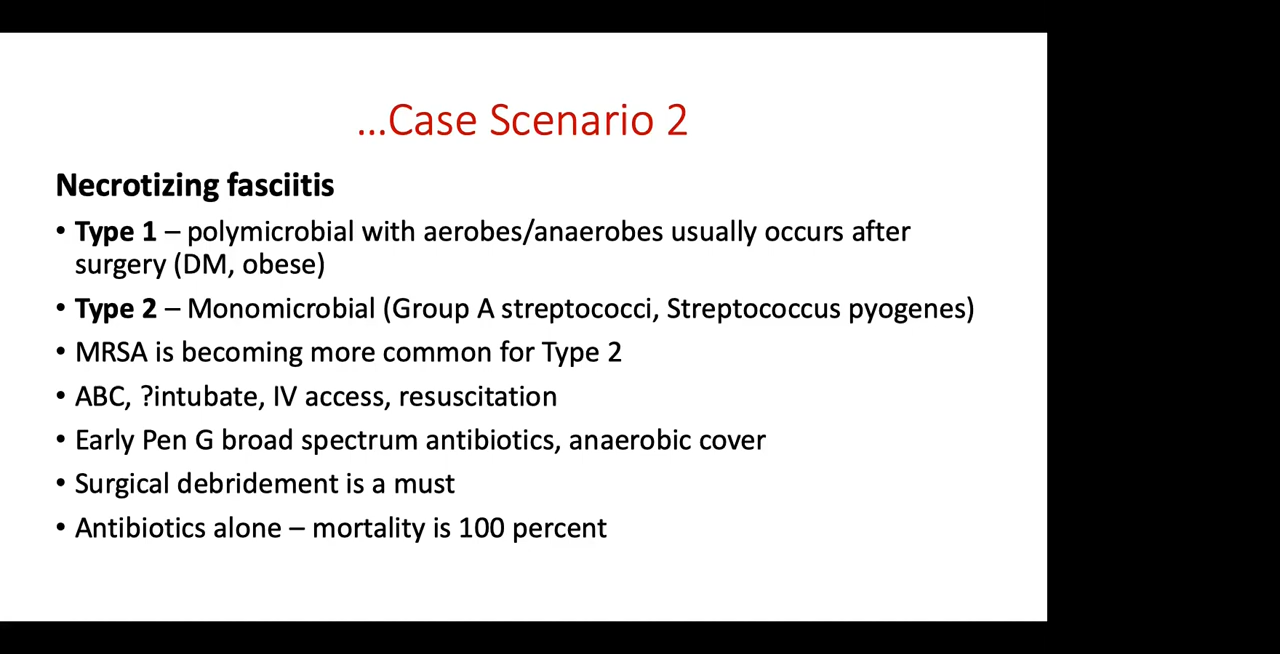 ...Case Scenario 2
Necrotizing fasciitis
• Type 1 – polymicrobial with aerobes/anaerobes usually occurs after
surgery (DM, obese)
• Type 2 – Monomicrobial (Group A streptococci, Streptococcus pyogenes)
• MRSA is becoming more common for Type 2
• ABC, ?intubate, IV access, resuscitation
• Early Pen G broad spectrum antibiotics, anaerobic cover
• Surgical debridement is a must
• Antibiotics alone – mortality is 100 percent